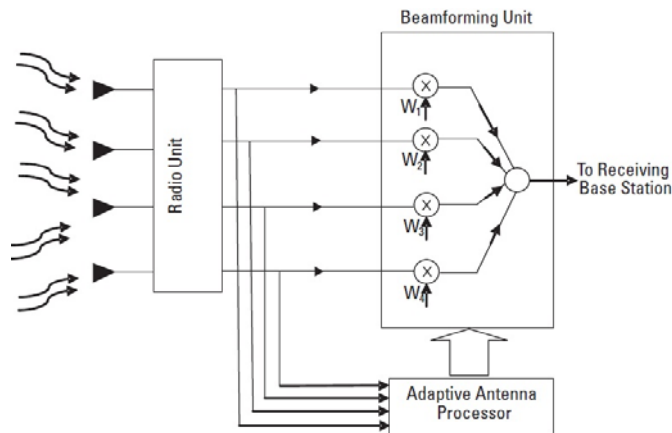 Beamforming Unit
Radio Unit
X
W1
X
W2
X
W3
X
W4
To Receiving
Base Station
Adaptive Antenna
Processor